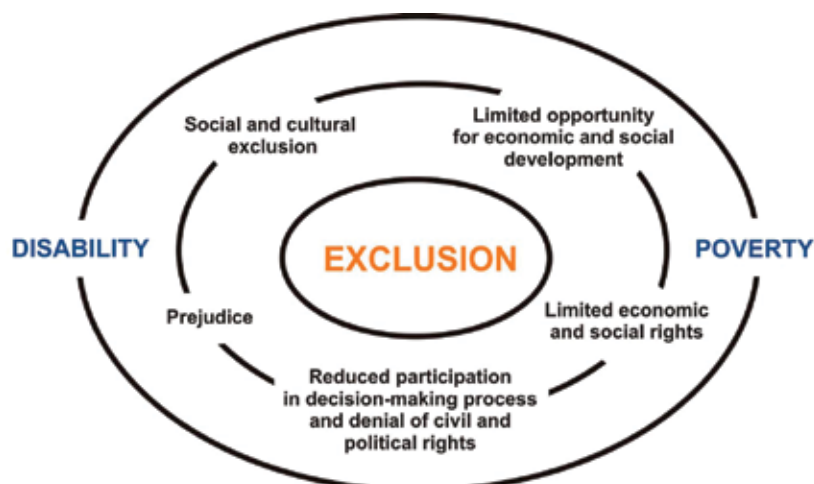 Social and cultural
exclusion
Limited opportunity
for economic and social
development
DISABILITY
EXCLUSION
POVERTY
Prejudice
Limited economic
and social rights
Reduced participation
in decision-making process
and denial of civil and
political rights